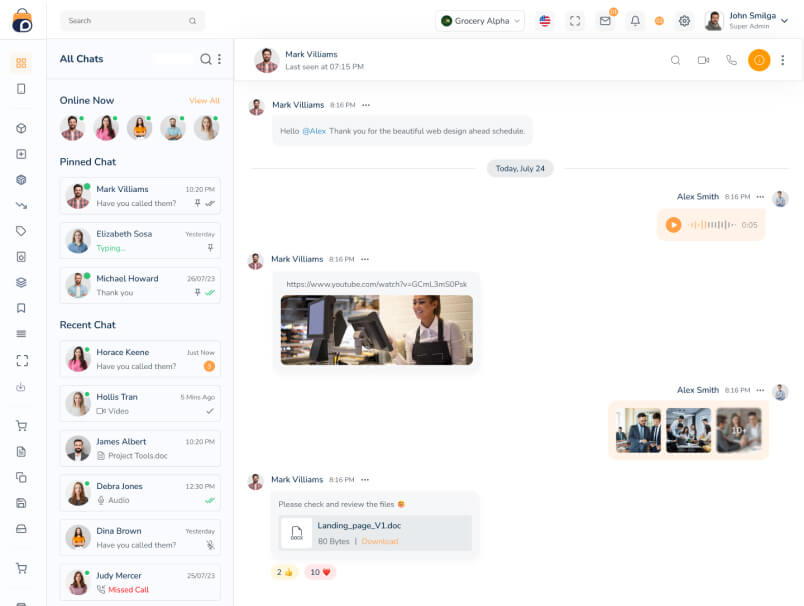 Search
Grocery Alpha
John Smilga
Super Admin
All Chats
Online Now
View All
Pinned Chat
Mark Villiams
10:20 PM
Have you called them?
Elizabeth Sosa
Yesterday
Typing...
Michael Howard
26/07/23
Thank you
Recent Chat
Horace Keene
Just Now
Have you called them?
Hollis Tran
5 Mins Ago
Video
James Albert
10:20 PM
Project Tools.doc
Debra Jones
12:30 PM
Audio
Dina Brown
Yesterday
Have you called them?
Judy Mercer
25/07/23
Missed Call
Mark Villiams
Last seen at 07:15 PM
Mark Villiams 8:16 PM
Hello @Alex Thank you for the beautiful web design ahead schedule.
Today, July 24
Alex Smith 8:16 PM
0:05
Mark Villiams 8:16 PM
https://www.youtube.com/watch?v=GCmL3mS0Psk
Alex Smith 8:16 PM
10+
Mark Villiams 8:16 PM
Please check and review the files
DOCX
Landing_page_V1.doc
80 Bytes | Download
2 👍
10 ❤️